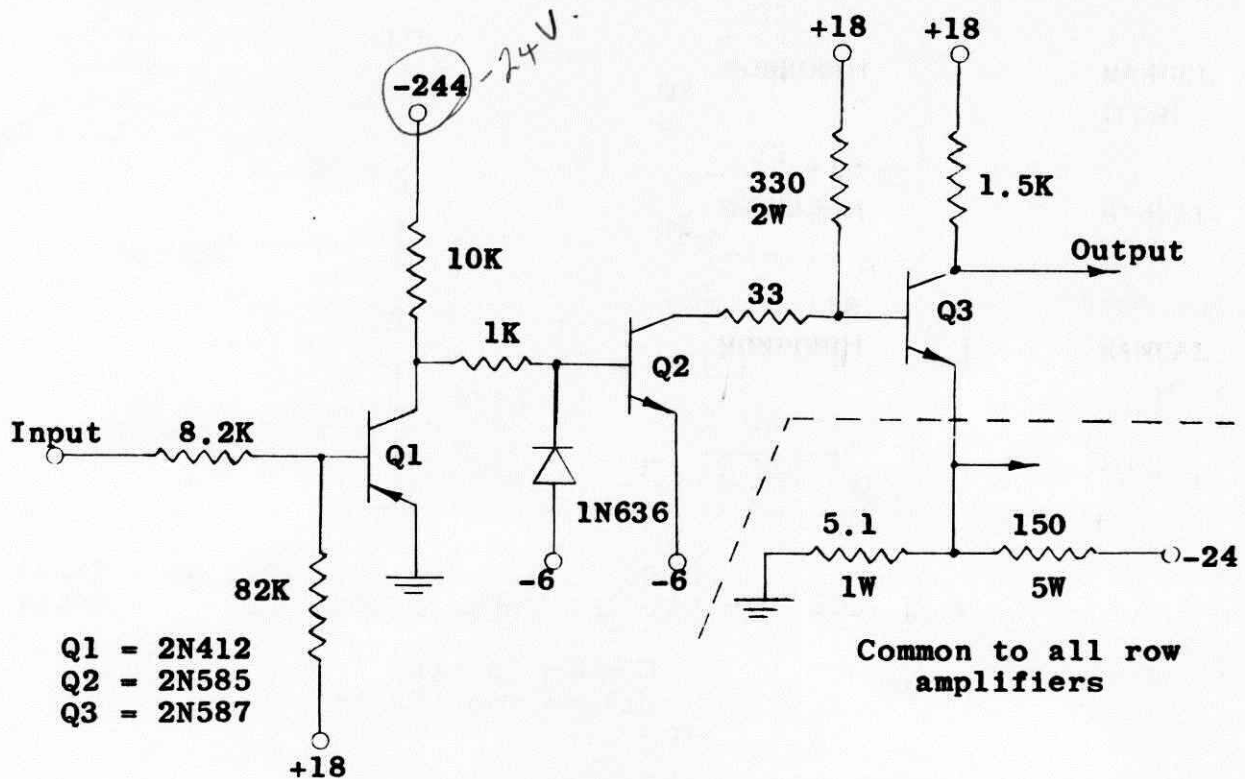 -24 V.
+18 +18
-244
330
2W
1.5K
10K
Output
33
Q3
1K
Q2
Input
8.2K
Q1
1N636
5.1
150
-6
-6
1W
5W
-24
82K
Q1 = 2N412
Q2 = 2N585
Q3 = 2N587
Common to all row
amplifiers
+18